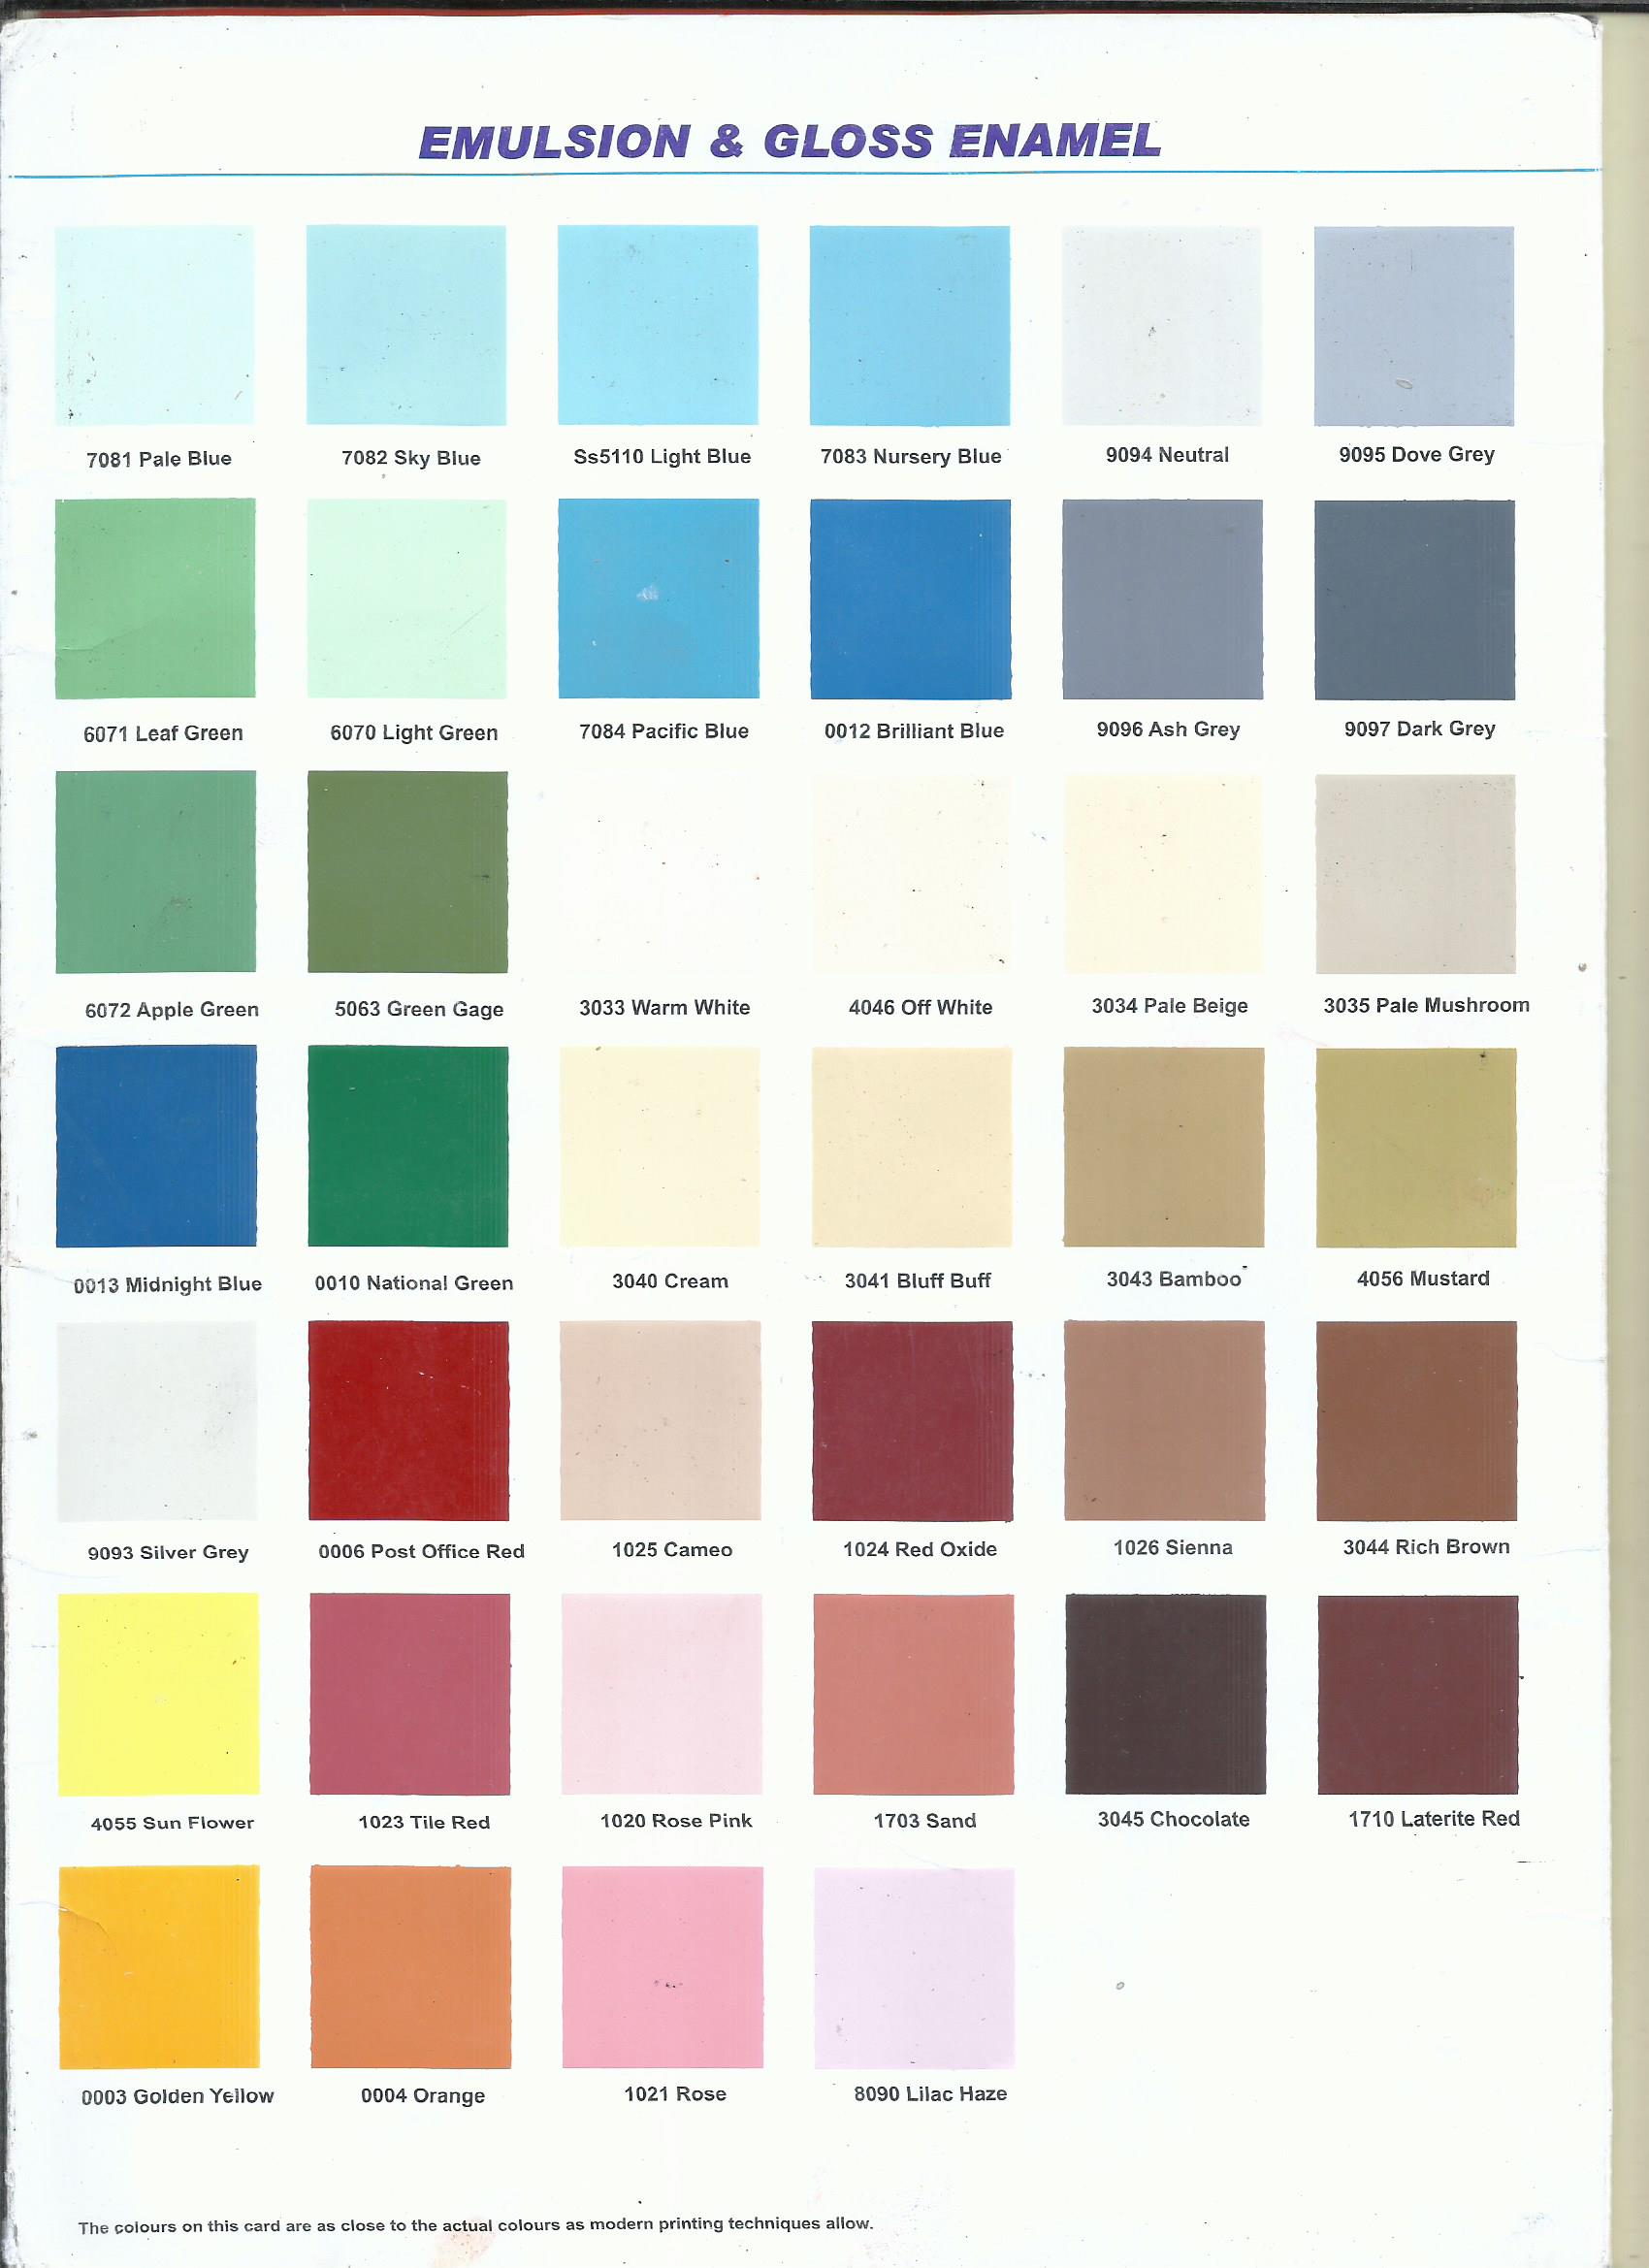 EMULSION & GLOSS ENAMEL
7081 Pale Blue
7082 Sky Blue
Ss5110 Light Blue
7083 Nursery Blue
9094 Neutral
9095 Dove Grey
6071 Leaf Green
6070 Light Green
7084 Pacific Blue
0012 Brilliant Blue
9096 Ash Grey
9097 Dark Grey
6072 Apple Green
5063 Green Gage
3033 Warm White
4046 Off White
3034 Pale Beige
3035 Pale Mushroom
0013 Midnight Blue
0010 National Green
3040 Cream
3041 Bluff Buff
3043 Bamboo
4056 Mustard
9093 Silver Grey
0006 Post Office Red
1025 Cameo
1024 Red Oxide
1026 Sienna
3044 Rich Brown
4055 Sun Flower
1023 Tile Red
1020 Rose Pink
1703 Sand
3045 Chocolate
1710 Laterite Red
0003 Golden Yellow
0004 Orange
1021 Rose
8090 Lilac Haze
The colours on this card are as close to the actual colours as modern printing techniques allow.